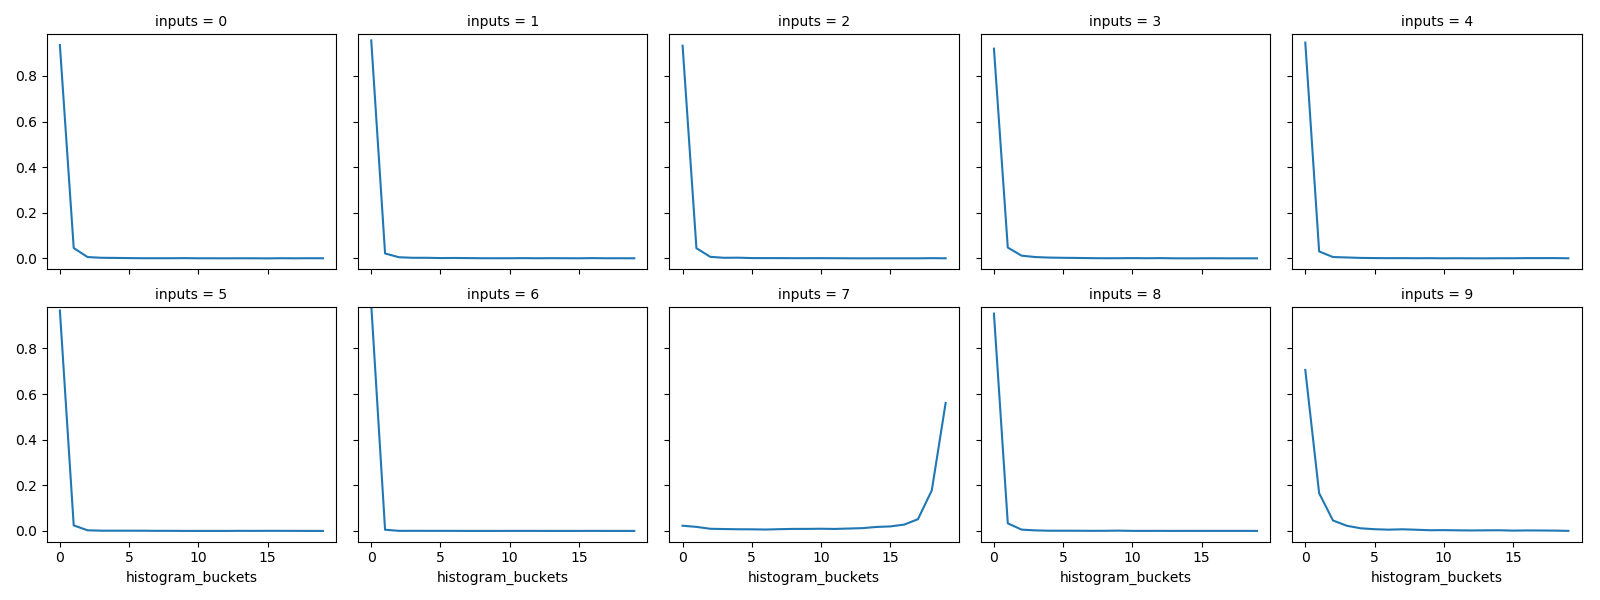 inputs = 0
inputs = 1
inputs = 2
inputs = 3
inputs = 4
0.8
0.6
0.4
0.2
0.0
inputs = 5
inputs = 6
inputs = 7
inputs = 8
inputs = 9
0.8
0.6
0.4
0.2
0.0
0 5 10 15
0 5 10 15
0 5 10 15
0 5 10 15
0 5 10 15
histogram_buckets
histogram_buckets
histogram_buckets
histogram_buckets
histogram_buckets